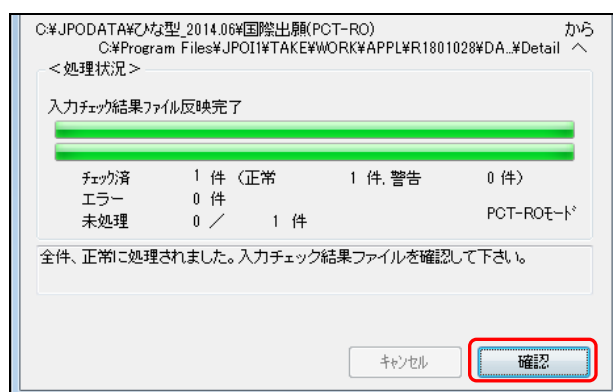 C:¥JPODATA¥ひな型_2014.06¥国際出願(PCT-RO) から
C:¥Program Files¥JPOI1¥TAKE¥WORK¥APPL¥R1801028¥DA..¥Detail へ
＜処理状況＞
入力ﾁｪｯｸ結果ﾌｧｲﾙ反映完了
ﾁｪｯｸ済 1 件 (正常 1 件, 警告 0 件)
エラー 0 件
未処理 0 ／ 1 件 PCT-ROﾓｰﾄﾞ
全件、正常に処理されました。入力チェック結果ファイルを確認して下さい。
ｷｬﾝｾﾙ 確認